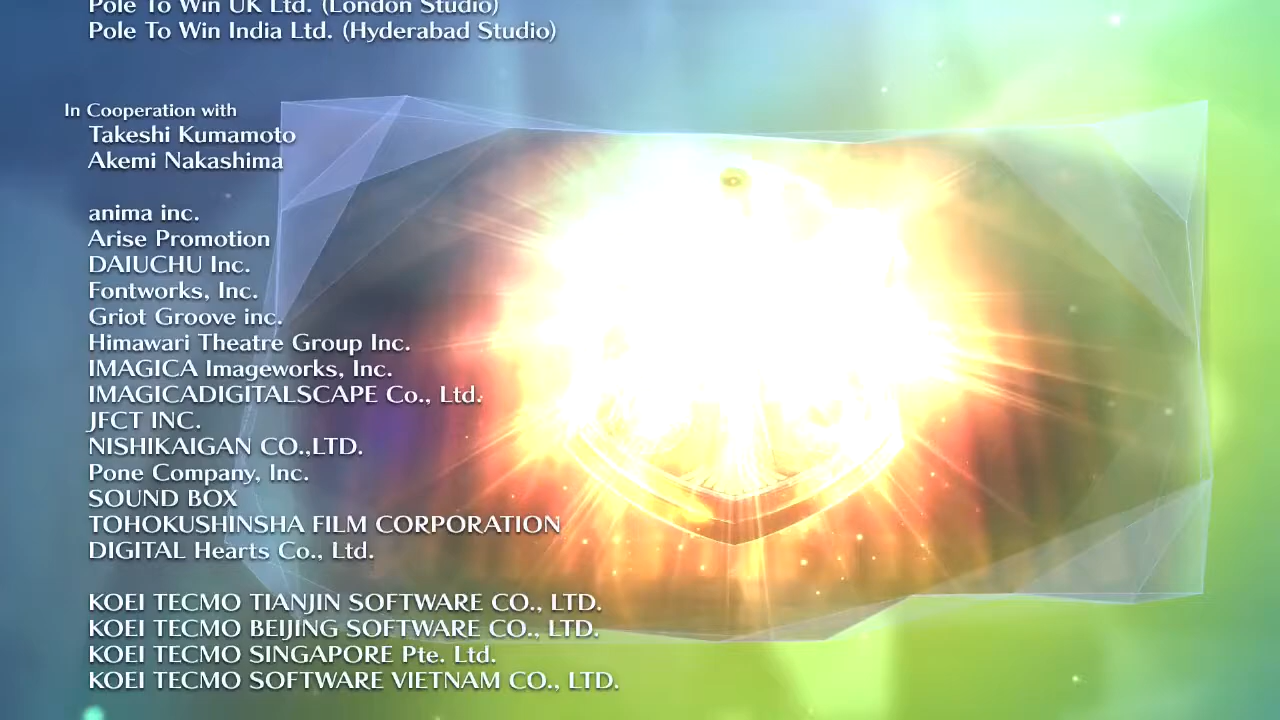 Pole To Win UK Ltd. (London Studio)
Pole To Win India Ltd. (Hyderabad Studio)
In Cooperation with
Takeshi Kumamoto
Akemi Nakashima
anima inc.
Arise Promotion
DAIUCHU Inc.
Fontworks, Inc.
Griot Groove inc.
Himawari Theatre Group Inc.
IMAGICA Imageworks, Inc.
IMAGICADIGITALSCAPE Co., Ltd.
JFCT INC.
NISHIKAIGAN CO.,LTD.
Pone Company, Inc.
SOUND BOX
TOHOKUSHINSHA FILM CORPORATION
DIGITAL Hearts Co., Ltd.
KOEI TECMO TIANJIN SOFTWARE CO., LTD.
KOEI TECMO BEIJING SOFTWARE CO., LTD.
KOEI TECMO SINGAPORE Pte. Ltd.
KOEI TECMO SOFTWARE VIETNAM CO., LTD.